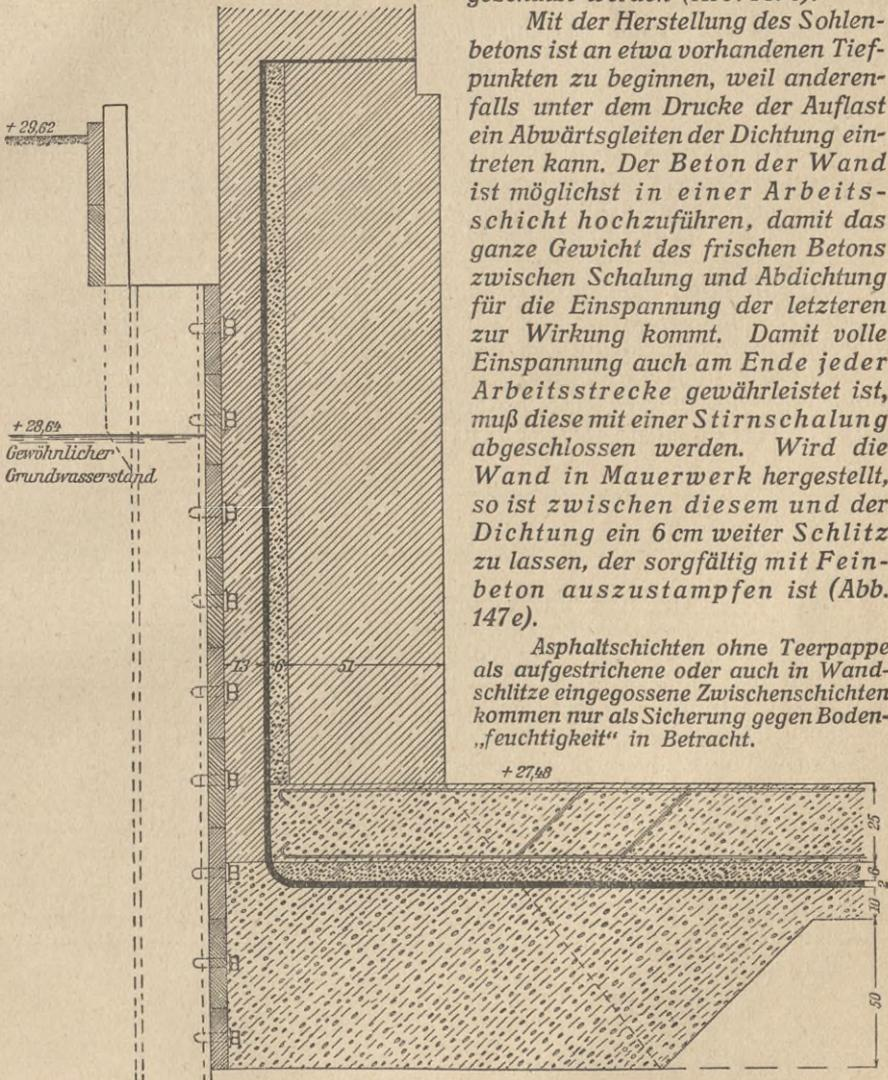 Mit der Herstellung des Sohlen-
betons ist an etwa vorhandenen Tief-
punkten zu beginnen, weil anderen-
falls unter dem Drucke der Auflast
ein Abwärtsgleiten der Dichtung ein-
treten kann. Der Beton der Wand
ist möglichst in einer Arbeits-
schicht hochzuführen, damit das
ganze Gewicht des frischen Betons
zwischen Schalung und Abdichtung
für die Einspannung der letzteren
zur Wirkung kommt. Damit volle
Einspannung auch am Ende jeder
Arbeitsstrecke gewährleistet ist,
muß diese mit einer Stirnschalung
abgeschlossen werden. Wird die
Wand in Mauerwerk hergestellt,
so ist zwischen diesem und der
Dichtung ein 6 cm weiter Schlitz
zu lassen, der sorgfältig mit Fein-
beton auszustampfen ist (Abb.
147e).
Asphaltschichten ohne Teerpappe
als aufgestrichene oder auch in Wand-
schlitze eingegossene Zwischenschichten
kommen nur als Sicherung gegen Boden-
„feuchtigkeit“ in Betracht.
+ 29,62
+ 28,64
Gewöhnlicher
Grundwasserstand
13
6
51
+ 27,48
25
6
2
10
50